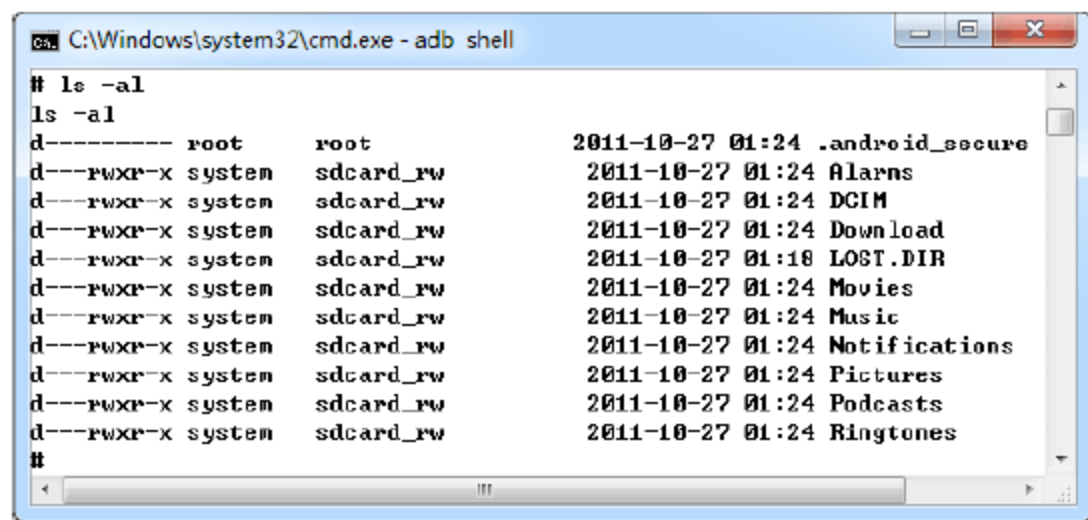 C:\Windows\system32\cmd.exe - adb shell
# ls -al
ls -al
d--------- root root 2011-10-27 01:24 .android_secure
d---rwxr-x system sdcard_rw 2011-10-27 01:24 Alarms
d---rwxr-x system sdcard_rw 2011-10-27 01:24 DCIM
d---rwxr-x system sdcard_rw 2011-10-27 01:24 Download
d---rwxr-x system sdcard_rw 2011-10-27 01:18 LOST.DIR
d---rwxr-x system sdcard_rw 2011-10-27 01:24 Movies
d---rwxr-x system sdcard_rw 2011-10-27 01:24 Music
d---rwxr-x system sdcard_rw 2011-10-27 01:24 Notifications
d---rwxr-x system sdcard_rw 2011-10-27 01:24 Pictures
d---rwxr-x system sdcard_rw 2011-10-27 01:24 Podcasts
d---rwxr-x system sdcard_rw 2011-10-27 01:24 Ringtones
#